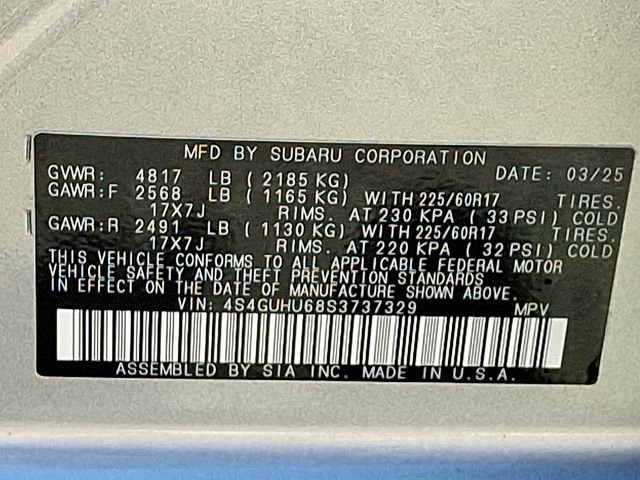 MFD BY SUBARU CORPORATION DATE: 03/25
GVWR: 4817 LB ( 2185 KG)
GAWR:F 2568 LB ( 1165 KG) WITH 225/60R17 TIRES.
17X7J RIMS. AT 230 KPA ( 33 PSI) COLD
GAWR:R 2491 LB ( 1130 KG) WITH 225/60R17 TIRES.
17X7J RIMS. AT 220 KPA ( 32 PSI) COLD
THIS VEHICLE CONFORMS TO ALL APPLICABLE FEDERAL MOTOR
VEHICLE SAFETY AND THEFT PREVENTION STANDARDS
IN EFFECT ON THE DATE OF MANUFACTURE SHOWN ABOVE.
VIN: 4S4GUHU68S3737329 MPV
ASSEMBLED BY SIA INC. MADE IN U.S.A.